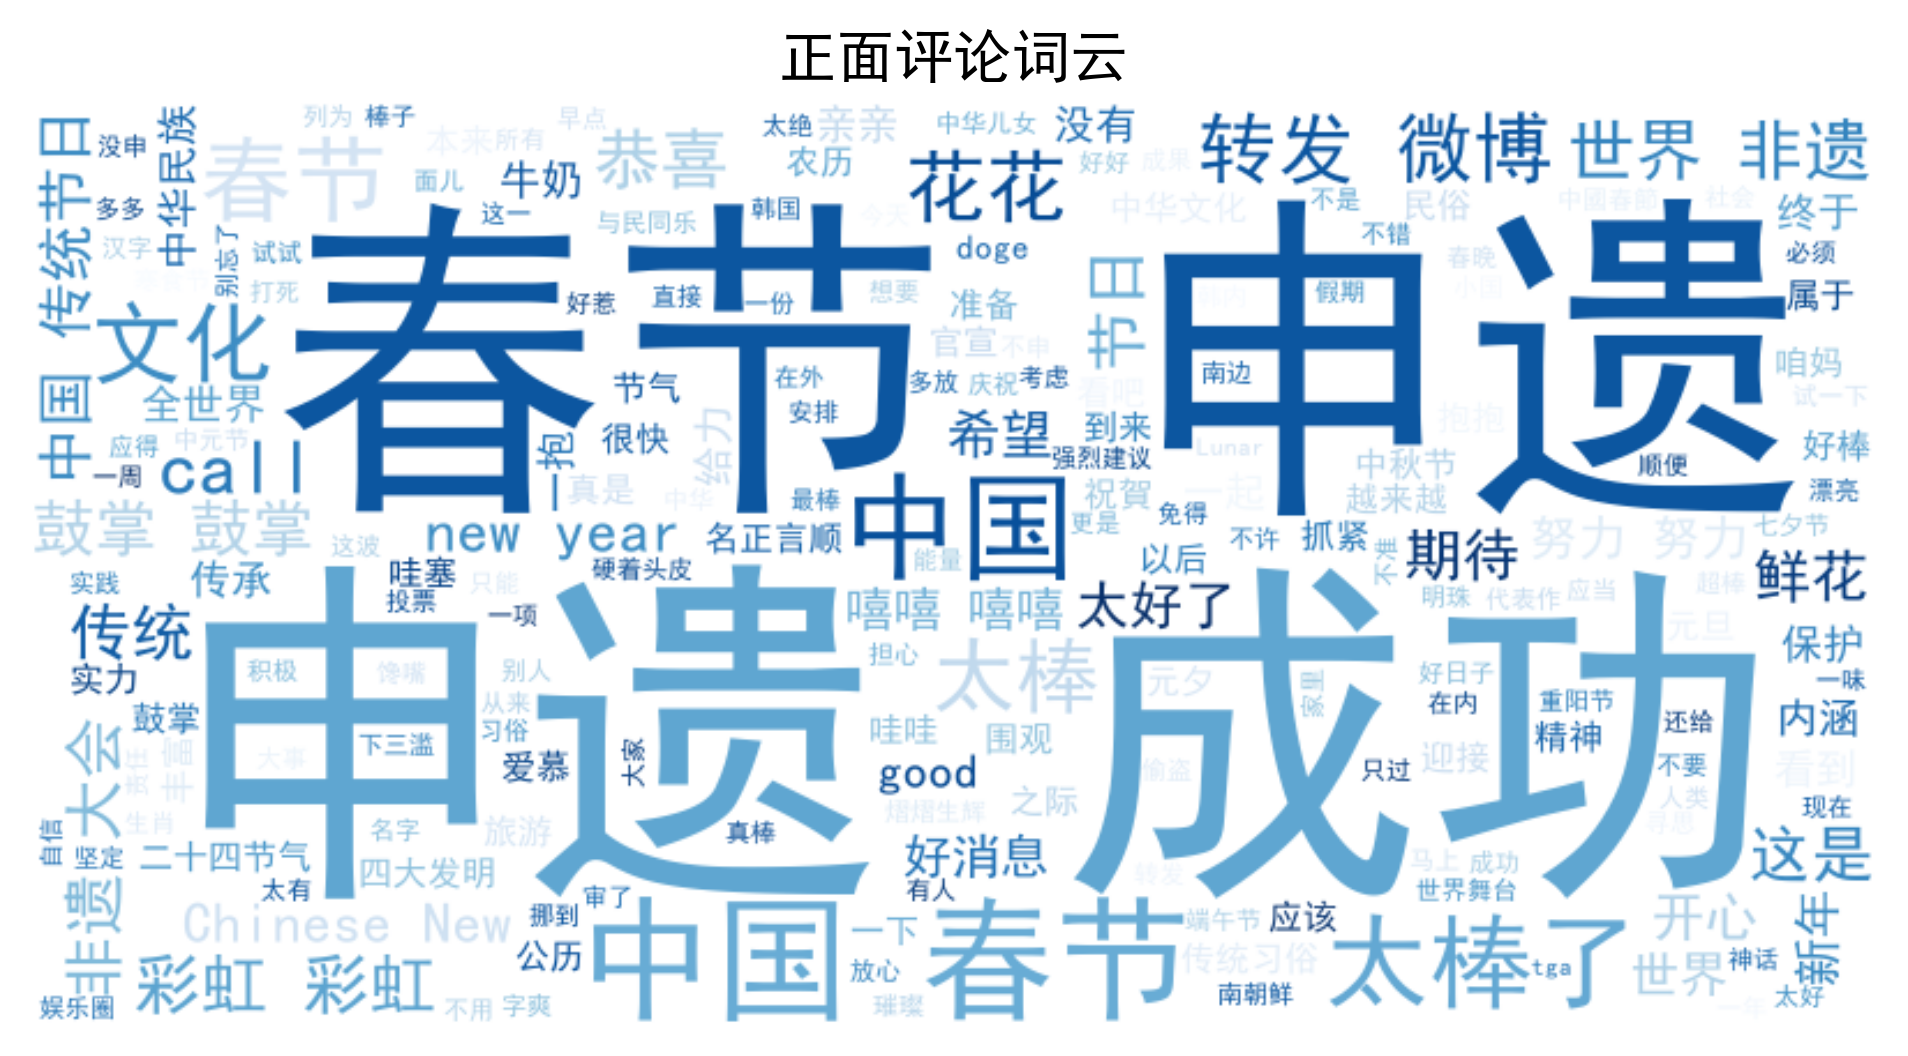 正面评论词云
列为 棒子 早点
中国 传统节日 没申 中华民族 春节 本来 所有 恭喜 太绝 亲亲 中华儿女 没有 转发 微博 世界 非遗
农历 花花 好好 成果
面儿 牛奶
多多 这一 与民同乐 韩国 今天 中华文化 不是 民俗 中國春節 社会 终于
汉字 别忘了 试试 doge 不错 春晚 必须
打死 好惹 直接 一份 想要 准备 节日 韩内 假期 小国 属于
文化 春节 申遗
官宣 不申 咱妈
全世界 节气 在外 多放 庆祝 考虑 看吧 南边 试一下
安排 希望 到来 抱抱
应得 中元节 一抱 很快 给力 强烈建议 Lunar 中秋节 好棒
一周 call 真是 中华 最棒 中国 祝賀 一起 越来越 顺便 漂亮
鼓掌 鼓掌 这波 new year 名正言顺 更是 免得 不许 抓紧 期待 努力 努力 七夕节
能量 以后 不准
实践 传承 哇塞 只能 硬着头皮 鲜花
投票 一项 嘻嘻 嘻嘻 太好了 明珠 代表作 应当 超棒
传统 申遗 成功 元旦 保护
实力 积极 馋嘴 别人 担心 太棒 元夕 家里 好日子 一味
从来 在内 重阳节
鼓掌 下三滥 习俗 哇哇 围观 精神 还给 内涵
非遗大会 责任 丰富 大事 爱慕 大家 good 偷盗 只过 迎接 不要 看到
生肖 熠熠生辉 之际 人类 现在
自信 名字 旅游 真棒 寻思
坚定 二十四节气 四大发明 好消息 转发 马上 成功 这是
太有 审了 有人 世界舞台
Chinese New 挪到 中国 一下 春节 端午节 应该 太棒了 开心 新年
公历 放心 传统习俗 tga 世界 神话
彩虹 彩虹
娱乐圈 不用 字爽 璀璨 南朝鲜 一年 太好